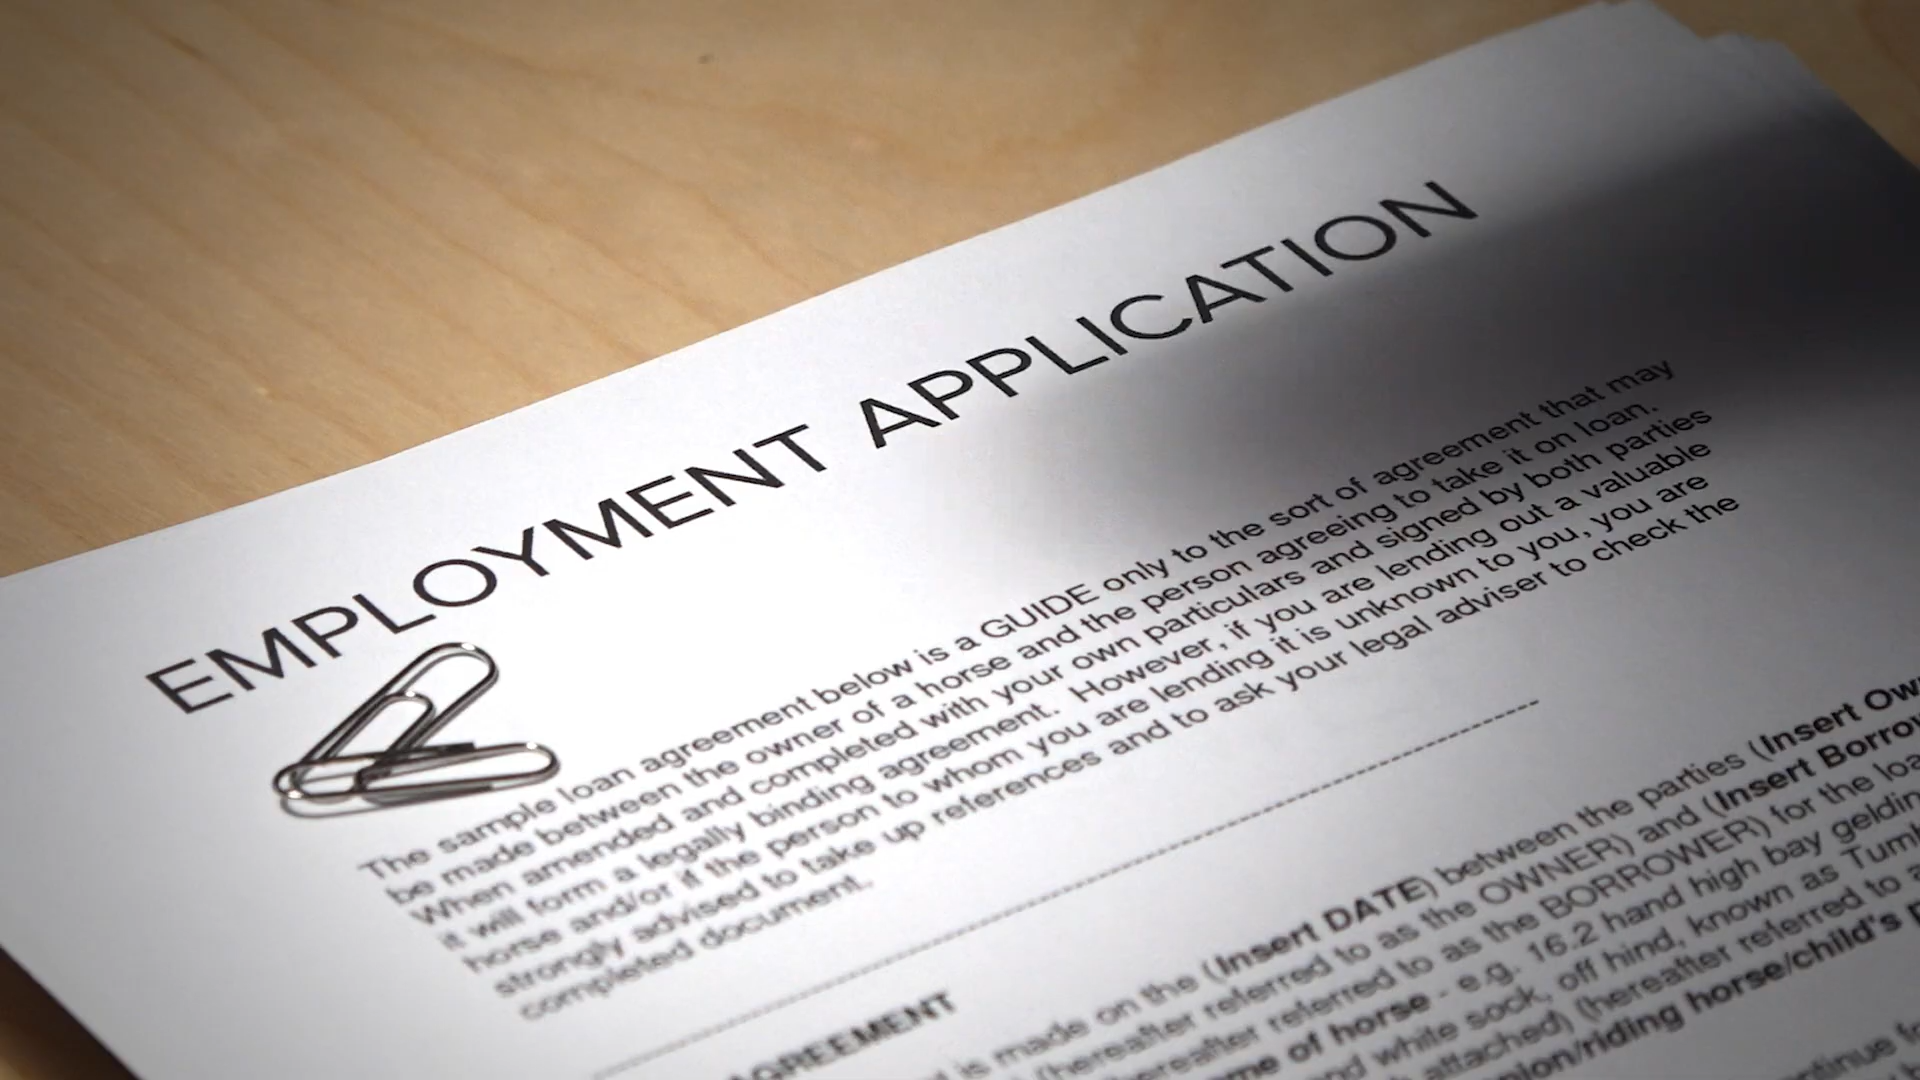 EMPLOYMENT APPLICATION
The sample loan agreement below is a GUIDE only to the sort of agreement that may
be made between the owner of a horse and the person agreeing to take it on loan.
When amended and completed with your own particulars and signed by both parties
it will form a legally binding agreement. However, if you are lending out a valuable
horse and/or if the person to whom you are lending it is unknown to you, you are
strongly advised to take up references and to ask your legal adviser to check the
completed document.
AGREEMENT
is made on the (Insert DATE) between the parties (Insert
(hereafter referred to as the OWNER) and (Insert
hereafter referred to as the BORROWER) for the
of horse - e.g. 16.2 hand high bay gelding
and white sock, off hind, known as
attached) (hereafter referred to
horse/child's